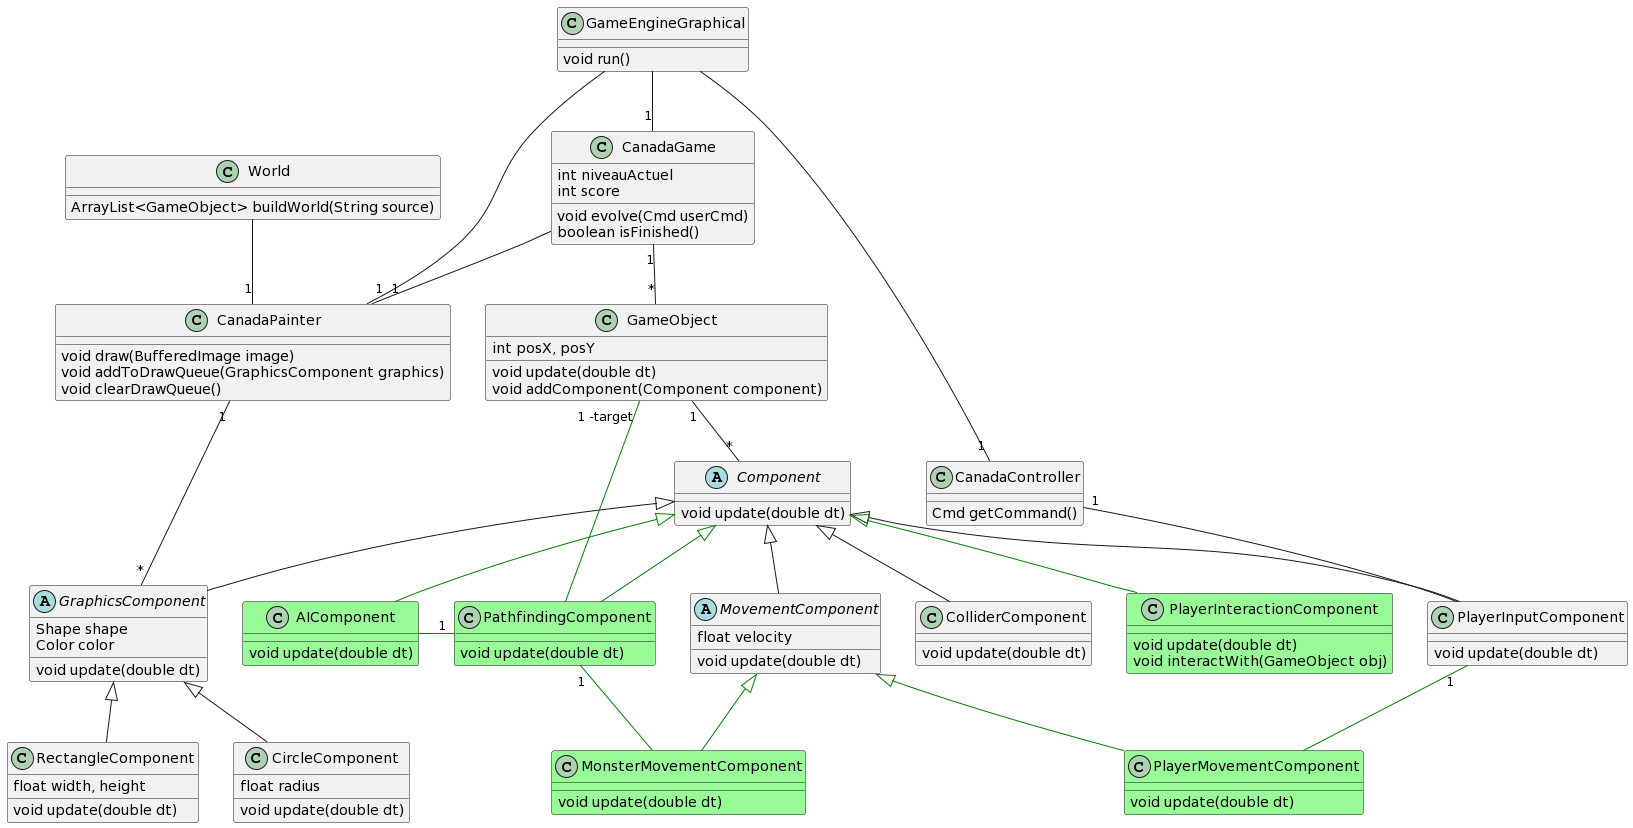 C GameEngineGraphical
void run()
1
C CanadaGame
int niveauActuel
int score
void evolve(Cmd userCmd)
boolean isFinished()
C World
ArrayList<GameObject> buildWorld(String source)
1
1
1
1
*
C CanadaPainter
void draw(BufferedImage image)
void addToDrawQueue(GraphicsComponent graphics)
void clearDrawQueue()
C GameObject
int posX, posY
void update(double dt)
void addComponent(Component component)
1
1 -target
1
*
1
A Component
void update(double dt)
C CanadaController
Cmd getCommand()
1
*
A GraphicsComponent
Shape shape
Color color
void update(double dt)
C AIComponent
void update(double dt)
1
C PathfindingComponent
void update(double dt)
A MovementComponent
float velocity
void update(double dt)
C ColliderComponent
void update(double dt)
C PlayerInteractionComponent
void update(double dt)
void interactWith(GameObject obj)
C PlayerInputComponent
void update(double dt)
1
1
C RectangleComponent
float width, height
void update(double dt)
C CircleComponent
float radius
void update(double dt)
C MonsterMovementComponent
void update(double dt)
C PlayerMovementComponent
void update(double dt)